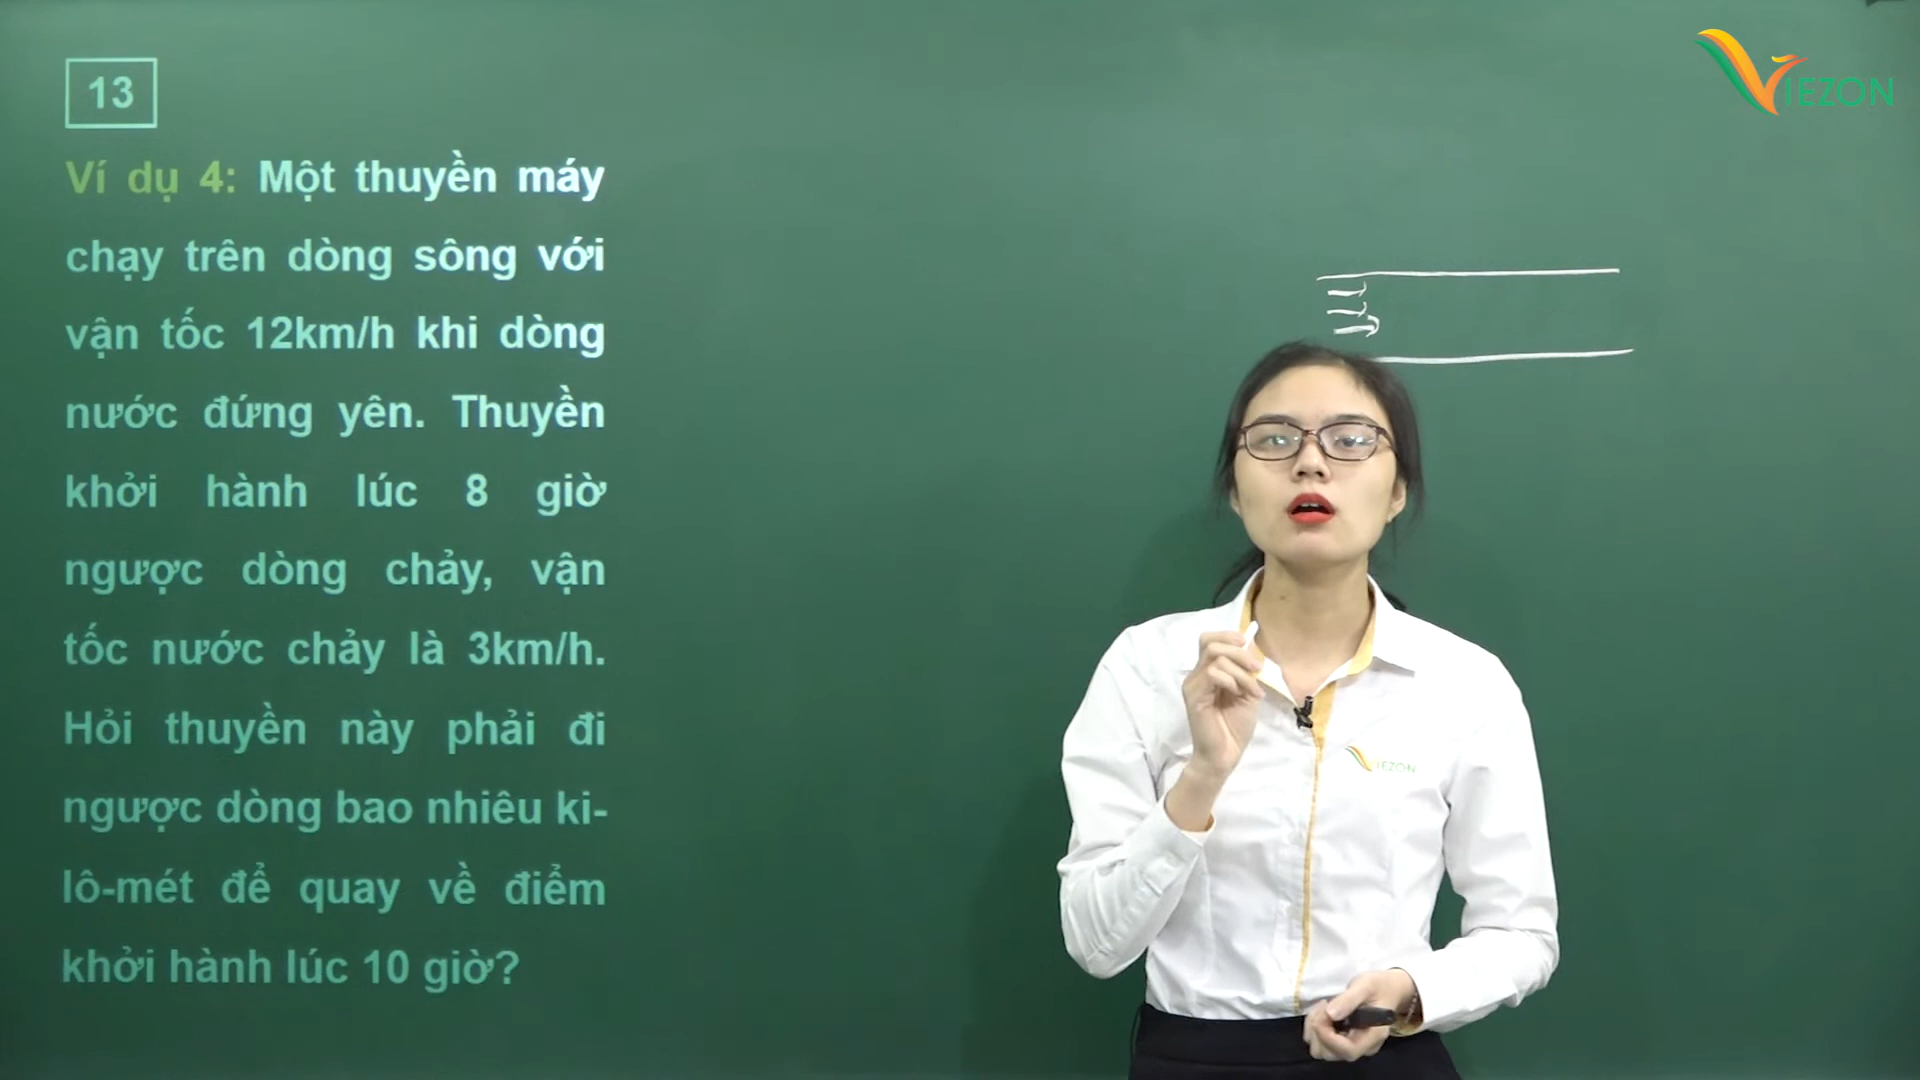 13
Ví dụ 4: Một thuyền máy
chạy trên dòng sông với
vận tốc 12km/h khi dòng
nước đứng yên. Thuyền
khởi hành lúc 8 giờ
ngược dòng chảy, vận
tốc nước chảy là 3km/h.
Hỏi thuyền này phải đi
ngược dòng bao nhiêu ki-
lô-mét để quay về điểm
khởi hành lúc 10 giờ?
VIEZON
VIEZON